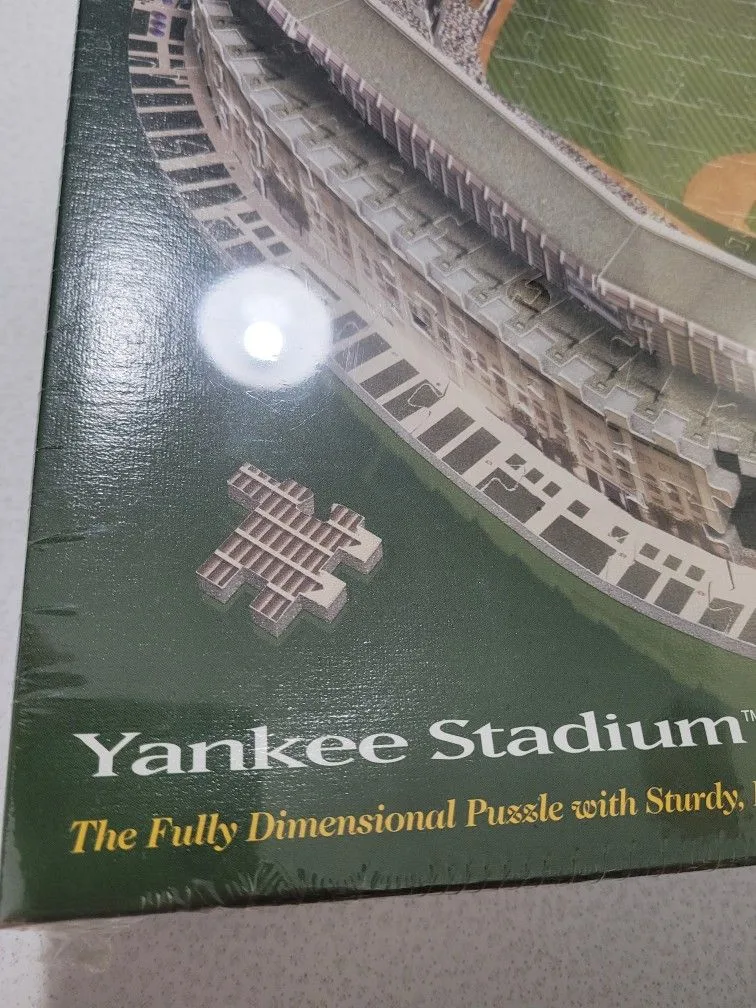 Yankee Stadium™
The Fully Dimensional Puzzle with Sturdy,